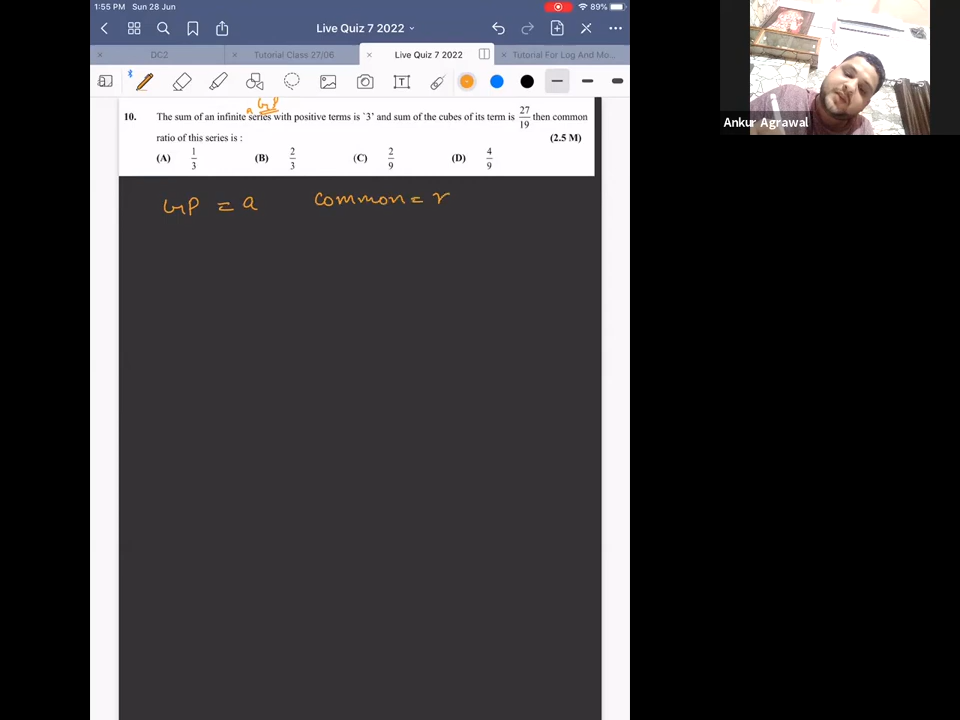 1:55 PM Sun 28 Jun 89%
Live Quiz 7 2022
DC2 Tutorial Class 27/06 Live Quiz 7 2022 Tutorial For Log And Mo...
GP
10. The sum of an infinite a series with positive terms is `3' and sum of the cubes of its term is 27/19 then common
ratio of this series is : (2.5 M)
(A) 1/3 (B) 2/3 (C) 2/9 (D) 4/9
GP = a common = r
Ankur Agrawal